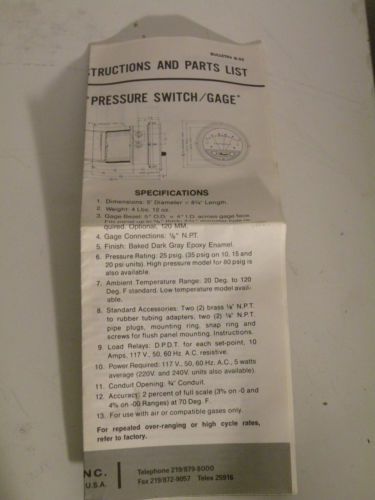 BULLETIN
STRUCTIONS AND PARTS LIST
"PRESSURE SWITCH/GAGE"
SPECIFICATIONS
1. Dimensions: 5" Diameter × 8⅛" Length.
2. Weight: 4 Lbs. 10 oz.
3. Gage Bezel: 5" O.D. × 4" I.D. across gage face.
quired. Optional, 120 MM.
4. Gage Connections: ⅛" N.P.T.
5. Finish: Baked Dark Gray Epoxy Enamel.
6. Pressure Rating: 25 psig. (35 psig on 10, 15 and
20 psi units). High pressure model for 80 psig is
also available.
7. Ambient Temperature Range: 20 Deg. to 120
Deg. F standard. Low temperature model avail-
able.
8. Standard Accessories: Two (2) brass ⅛" N.P.T.
to rubber tubing adapters, two (2) ⅛" N.P.T.
pipe plugs, mounting ring, snap ring and
screws for flush panel mounting. Instructions.
9. Load Relays: D.P.D.T. for each set-point, 10
Amps, 117 V., 50, 60 Hz. A.C. resistive.
10. Power Required: 117 V., 50, 60 Hz. A.C., 5 watts
average (220V. and 240V. units also available).
11. Conduit Opening: ¾" Conduit.
12. Accuracy: 2 percent of full scale (3% on -0 and
4% on -00 Ranges) at 70 Deg. F.
13. For use with air or compatible gases only.
For repeated over-ranging or high cycle rates,
refer to factory.
NC.
U.S.A.
Telephone 219/879-8000
Fax 219/872-9057 Telex 25916